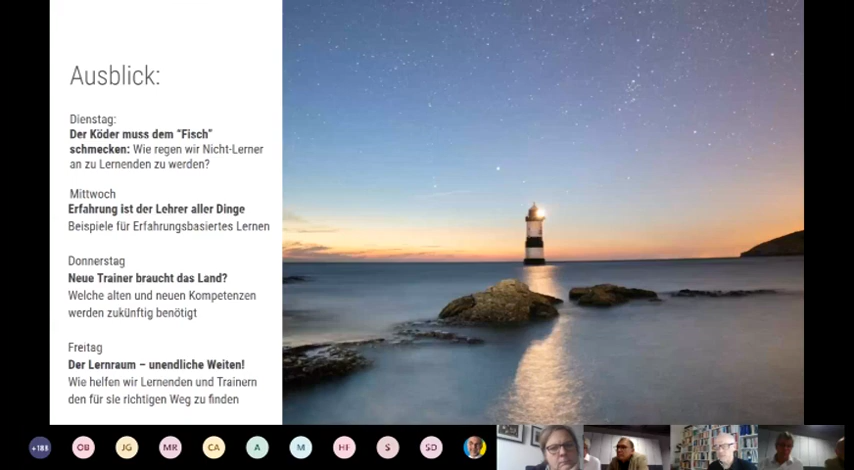 Ausblick:
Dienstag:
Der Köder muss dem "Fisch"
schmecken: Wie regen wir Nicht-Lerner
an zu Lernenden zu werden?
Mittwoch
Erfahrung ist der Lehrer aller Dinge
Beispiele für Erfahrungsbasiertes Lernen
Donnerstag
Neue Trainer braucht das Land?
Welche alten und neuen Kompetenzen
werden zukünftig benötigt
Freitag
Der Lernraum – unendliche Weiten!
Wie helfen wir Lernenden und Trainern
den für sie richtigen Weg zu finden
+188 OB JG MR CA A M HF S SD